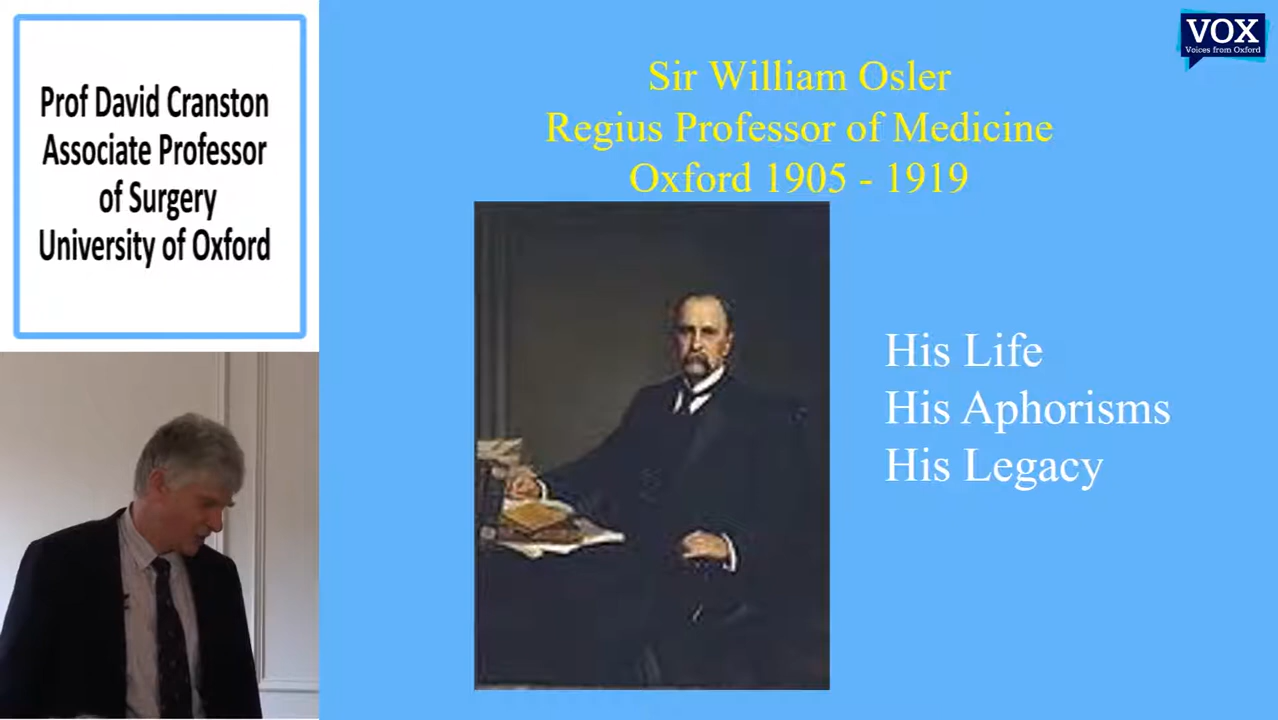 Prof David Cranston
Associate Professor
of Surgery
University of Oxford
VOX
Voices from Oxford
Sir William Osler
Regius Professor of Medicine
Oxford 1905 - 1919
His Life
His Aphorisms
His Legacy